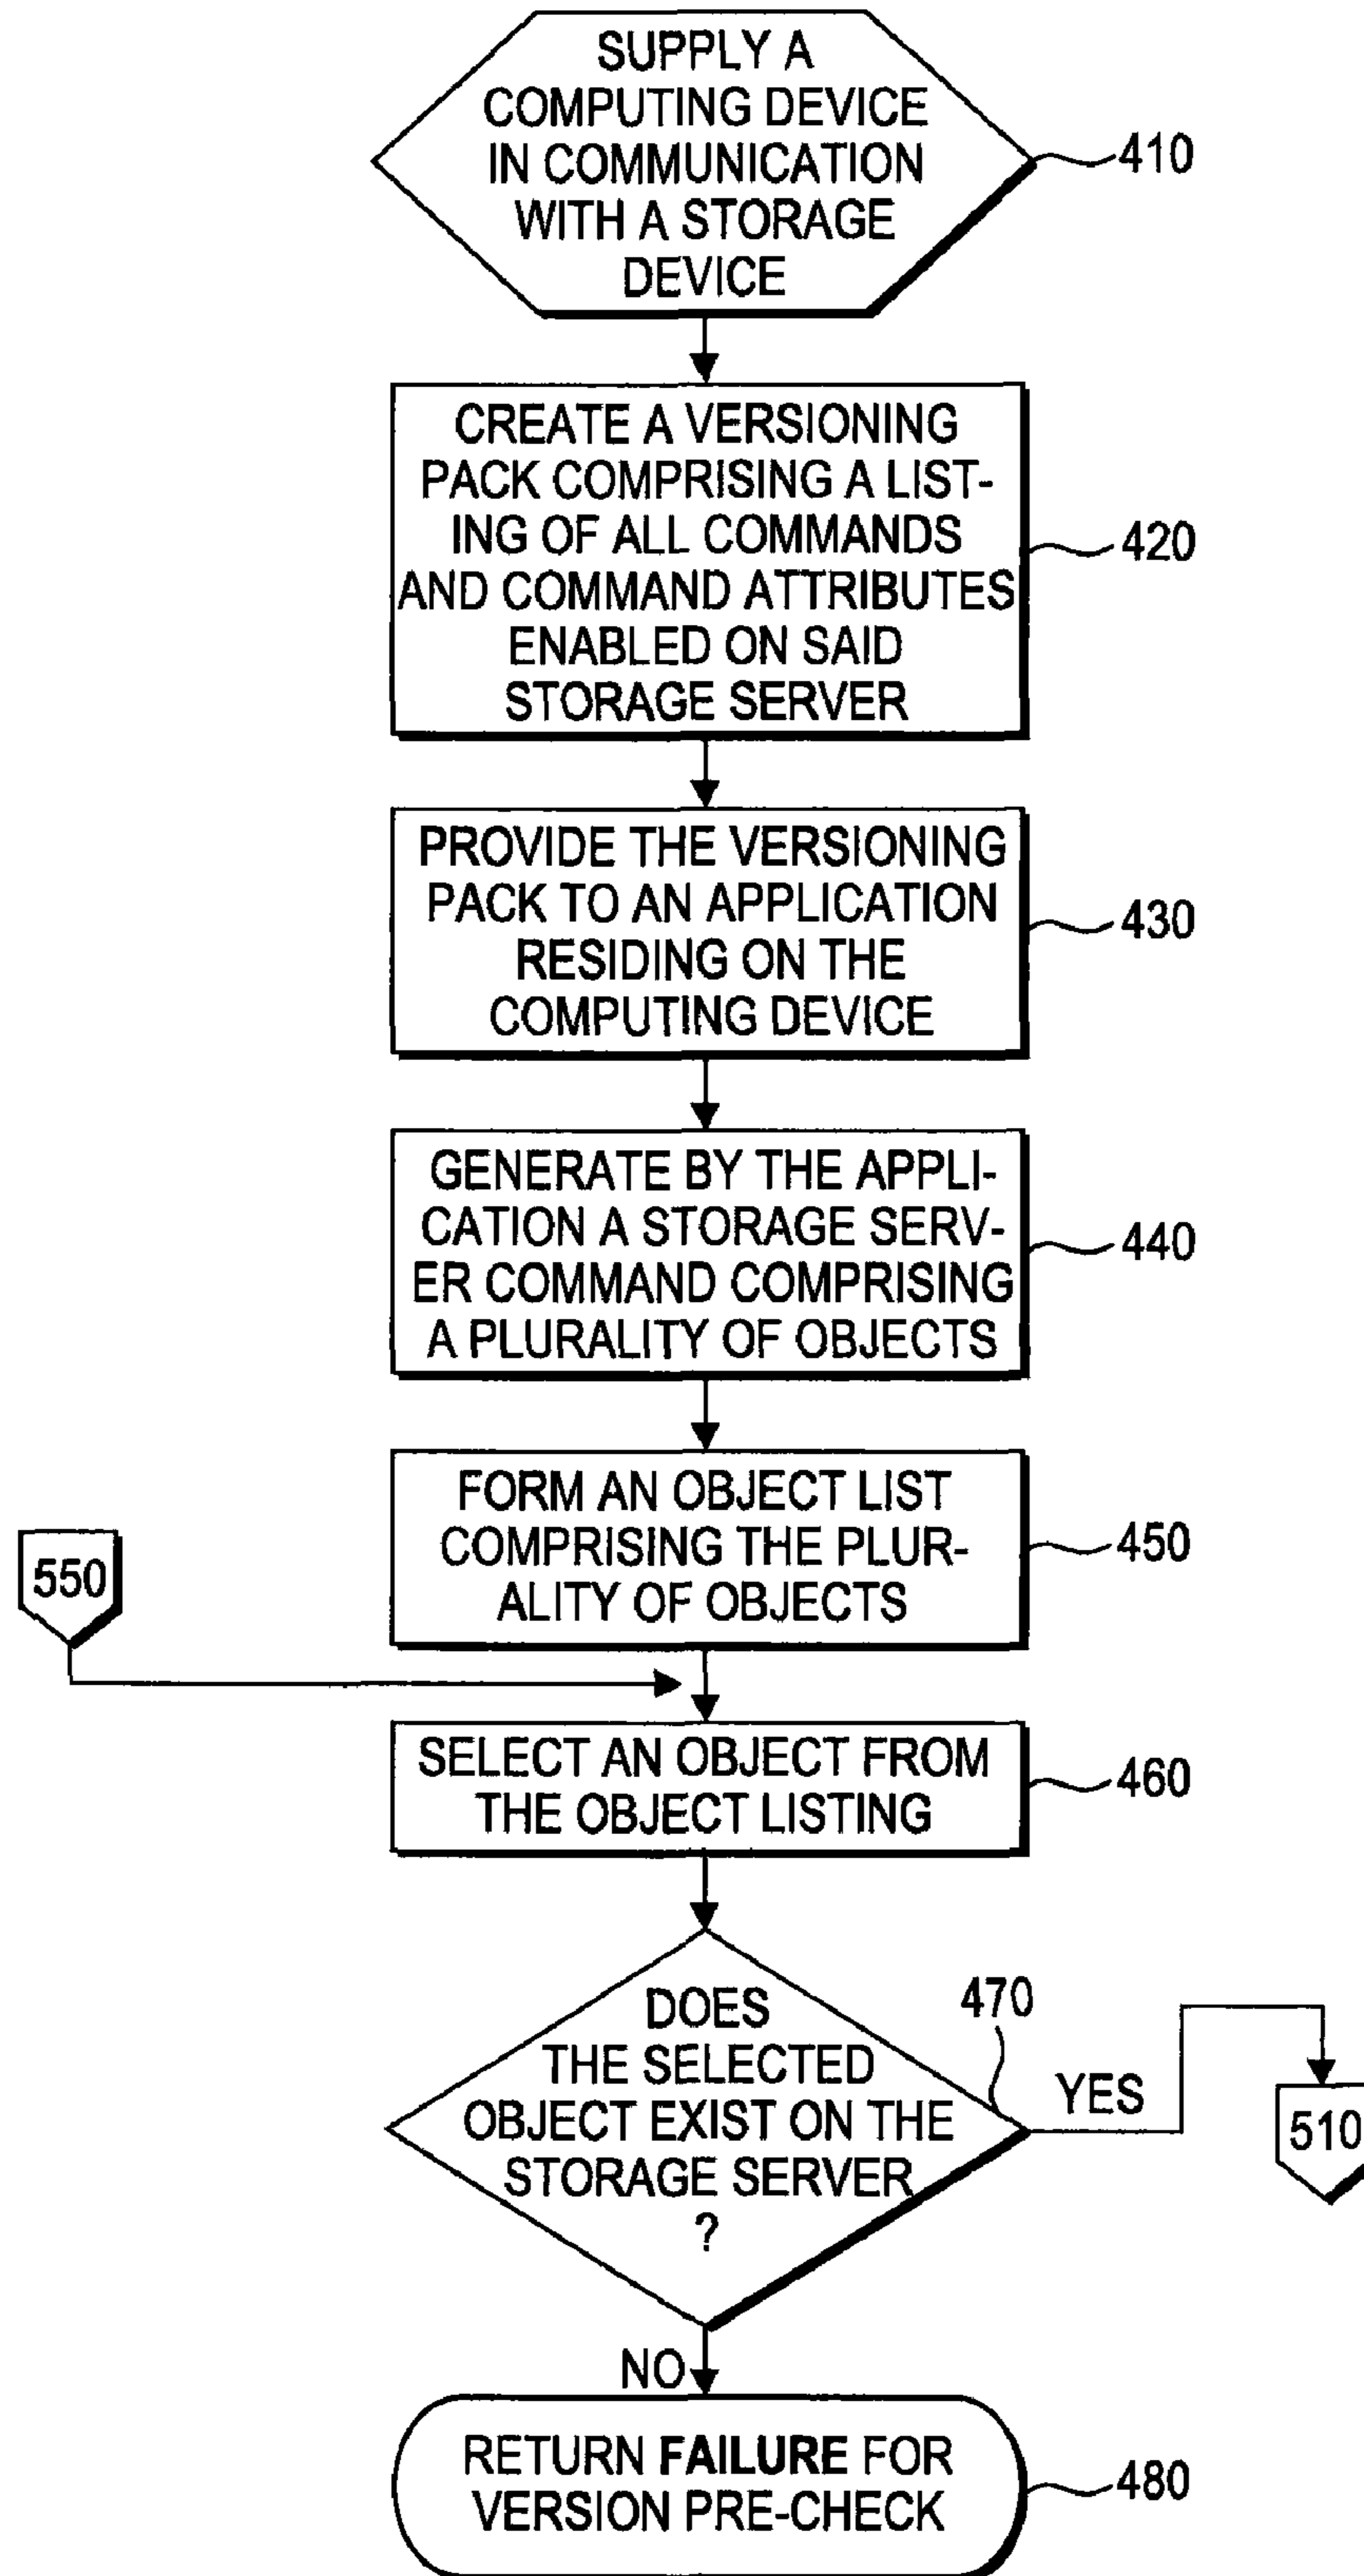 SUPPLY A
COMPUTING DEVICE
IN COMMUNICATION
WITH A STORAGE
DEVICE
410
CREATE A VERSIONING
PACK COMPRISING A LIST-
ING OF ALL COMMANDS
AND COMMAND ATTRIBUTES
ENABLED ON SAID
STORAGE SERVER
420
PROVIDE THE VERSIONING
PACK TO AN APPLICATION
RESIDING ON THE
COMPUTING DEVICE
430
GENERATE BY THE APPLI-
CATION A STORAGE SERV-
ER COMMAND COMPRISING
A PLURALITY OF OBJECTS
440
FORM AN OBJECT LIST
COMPRISING THE PLUR-
ALITY OF OBJECTS
450
550
SELECT AN OBJECT FROM
THE OBJECT LISTING
460
DOES
THE SELECTED
OBJECT EXIST ON THE
STORAGE SERVER
?
470
YES
510
NO
RETURN FAILURE FOR
VERSION PRE-CHECK
480